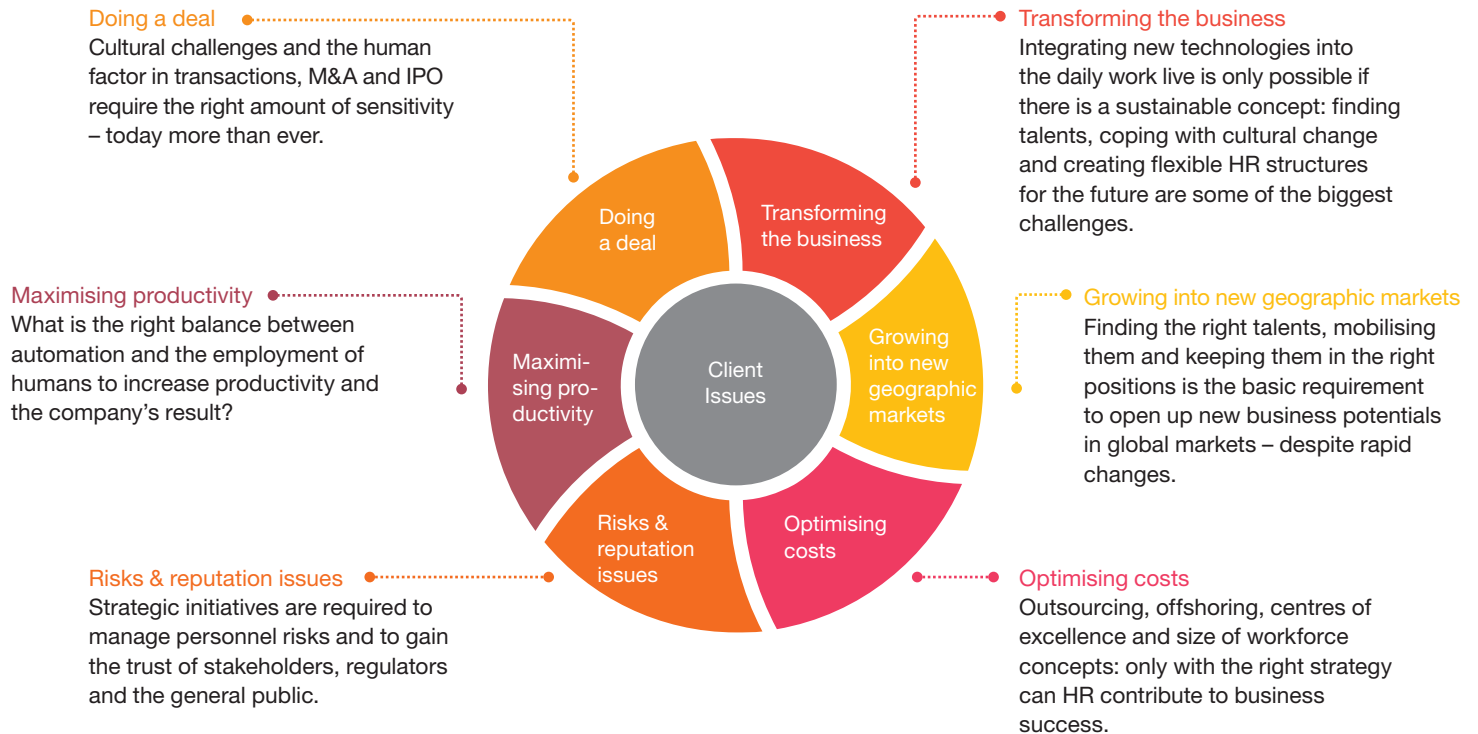 Doing a deal
Cultural challenges and the human
factor in transactions, M&A and IPO
require the right amount of sensitivity
– today more than ever.
Transforming the business
Integrating new technologies into
the daily work live is only possible if
there is a sustainable concept: finding
talents, coping with cultural change
and creating flexible HR structures
for the future are some of the biggest
challenges.
Maximising productivity
What is the right balance between
automation and the employment of
humans to increase productivity and
the company’s result?
Growing into new geographic markets
Finding the right talents, mobilising
them and keeping them in the right
positions is the basic requirement
to open up new business potentials
in global markets – despite rapid
changes.
Risks & reputation issues
Strategic initiatives are required to
manage personnel risks and to gain
the trust of stakeholders, regulators
and the general public.
Optimising costs
Outsourcing, offshoring, centres of
excellence and size of workforce
concepts: only with the right strategy
can HR contribute to business
success.
Doing
a deal
Transforming
the business
Growing
into new
geographic
markets
Optimising
costs
Risks &
reputation
issues
Maximi-
sing pro-
ductivity
Client
Issues